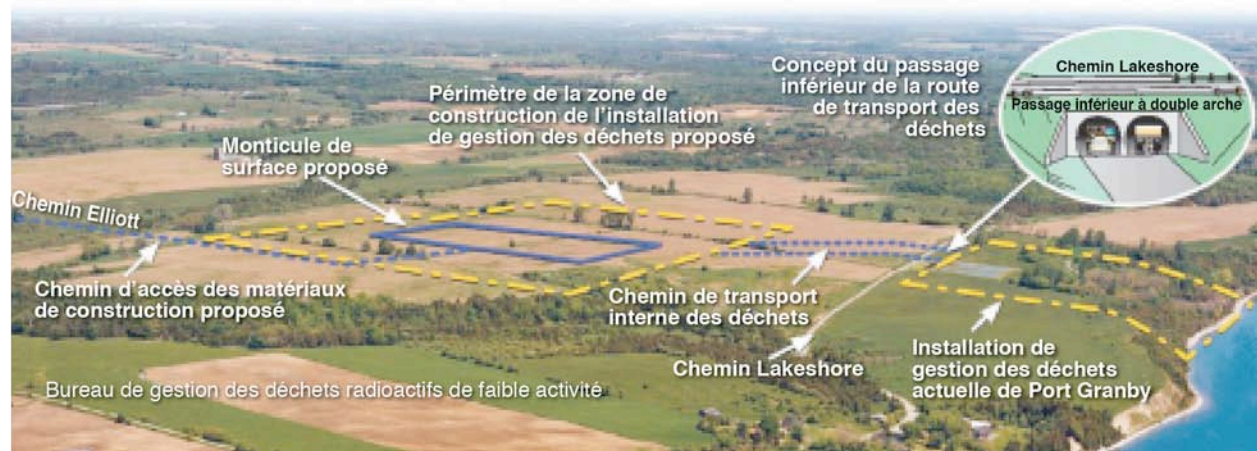 Chemin Lakeshore
Passage inférieur à double arche
Concept du passage
inférieur de la route
de transport des
déchets
Périmètre de la zone de
construction de l'installation
de gestion des déchets proposé
Monticule de
surface proposé
Chemin Elliott
Chemin d'accès des matériaux
de construction proposé
Chemin de transport
interne des déchets
Chemin Lakeshore
Installation de
gestion des déchets
actuelle de Port Granby
Bureau de gestion des déchets radioactifs de faible activité